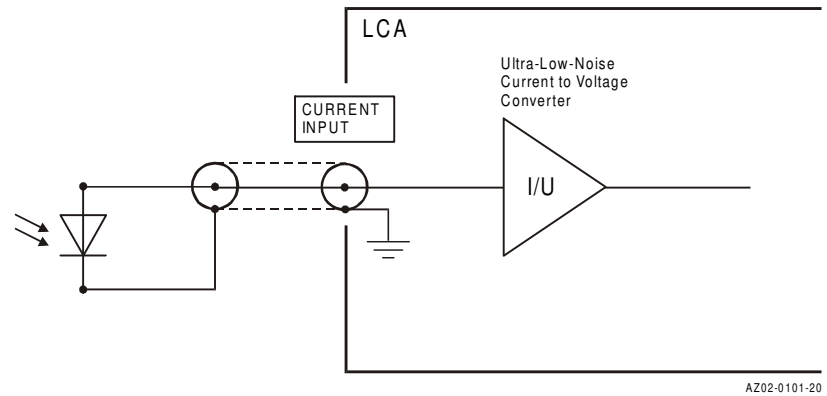 LCA
Ultra-Low-Noise
Current to Voltage
Converter
CURRENT
INPUT
I/U
AZ02-0101-20